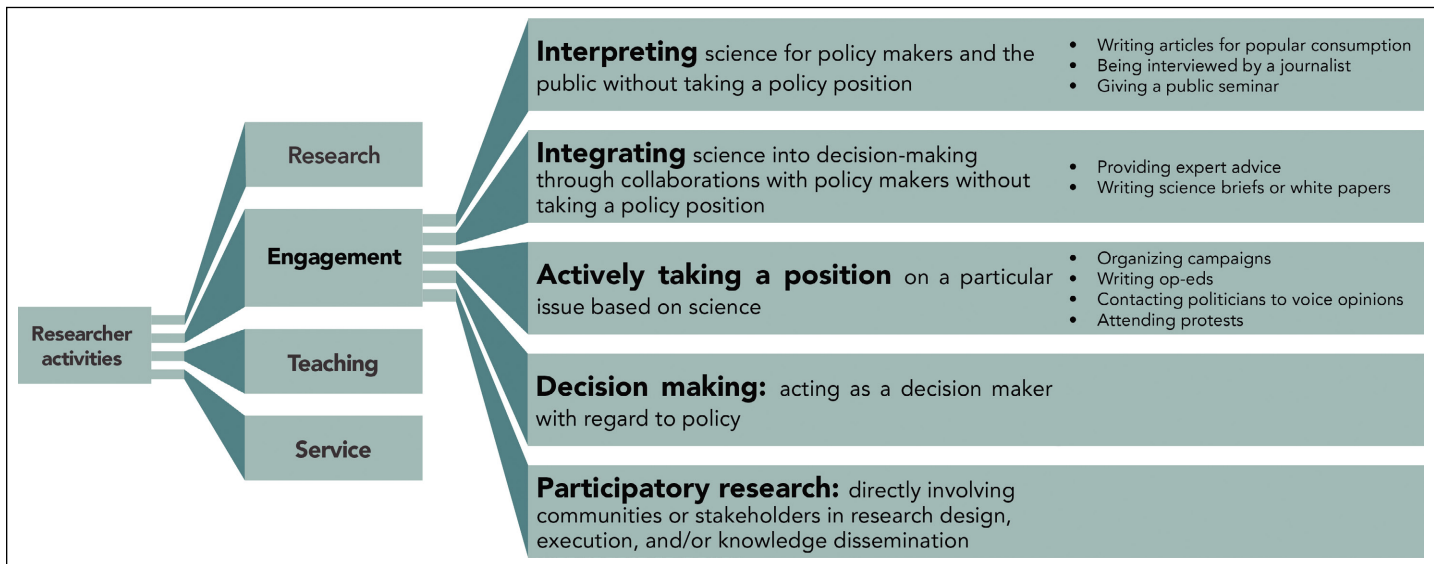 Researcher
activities
Research
Engagement
Teaching
Service
Interpreting science for policy makers and the
public without taking a policy position
• Writing articles for popular consumption
• Being interviewed by a journalist
• Giving a public seminar
Integrating science into decision-making
through collaborations with policy makers without
taking a policy position
• Providing expert advice
• Writing science briefs or white papers
Actively taking a position on a particular
issue based on science
• Organizing campaigns
• Writing op-eds
• Contacting politicians to voice opinions
• Attending protests
Decision making: acting as a decision maker
with regard to policy
Participatory research: directly involving
communities or stakeholders in research design,
execution, and/or knowledge dissemination